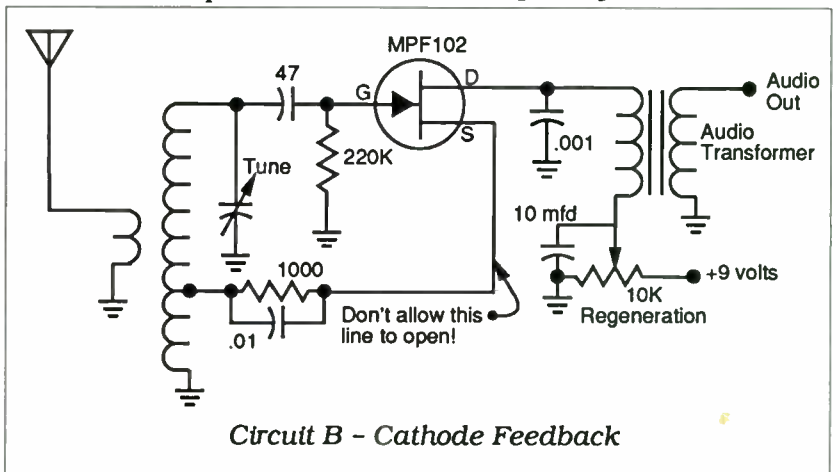 MPF102
47
G
D
S
Audio
Out
220K
.001
Audio
Transformer
Tune
10 mfd
1000
+9 volts
10K
Don't allow this
line to open!
Regeneration
.01
Circuit B - Cathode Feedback